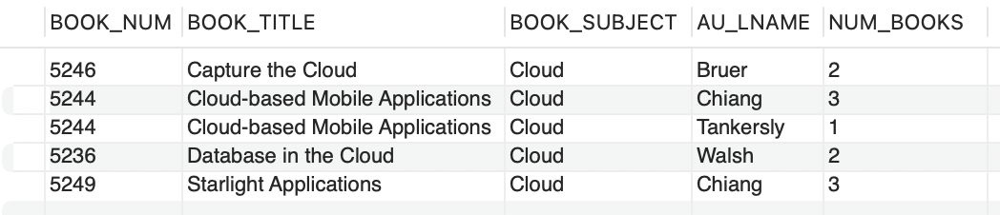 BOOK_NUM BOOK_TITLE BOOK_SUBJECT AU_LNAME NUM_BOOKS
5246 Capture the Cloud Cloud Bruer 2
5244 Cloud-based Mobile Applications Cloud Chiang 3
5244 Cloud-based Mobile Applications Cloud Tankersly 1
5236 Database in the Cloud Cloud Walsh 2
5249 Starlight Applications Cloud Chiang 3